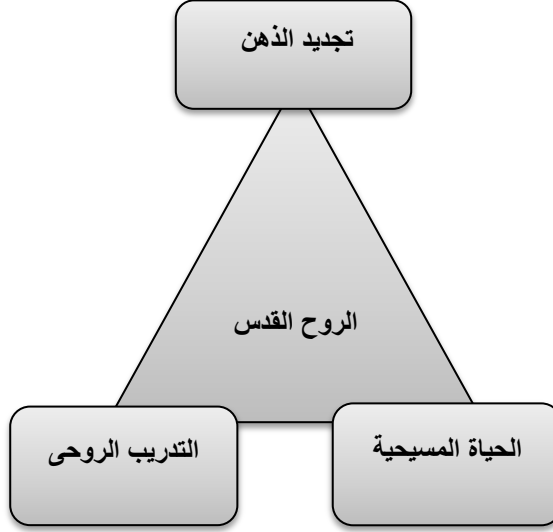 تجديد الذهن
الروح القدس
الحياة المسيحية
التدريب الروحى